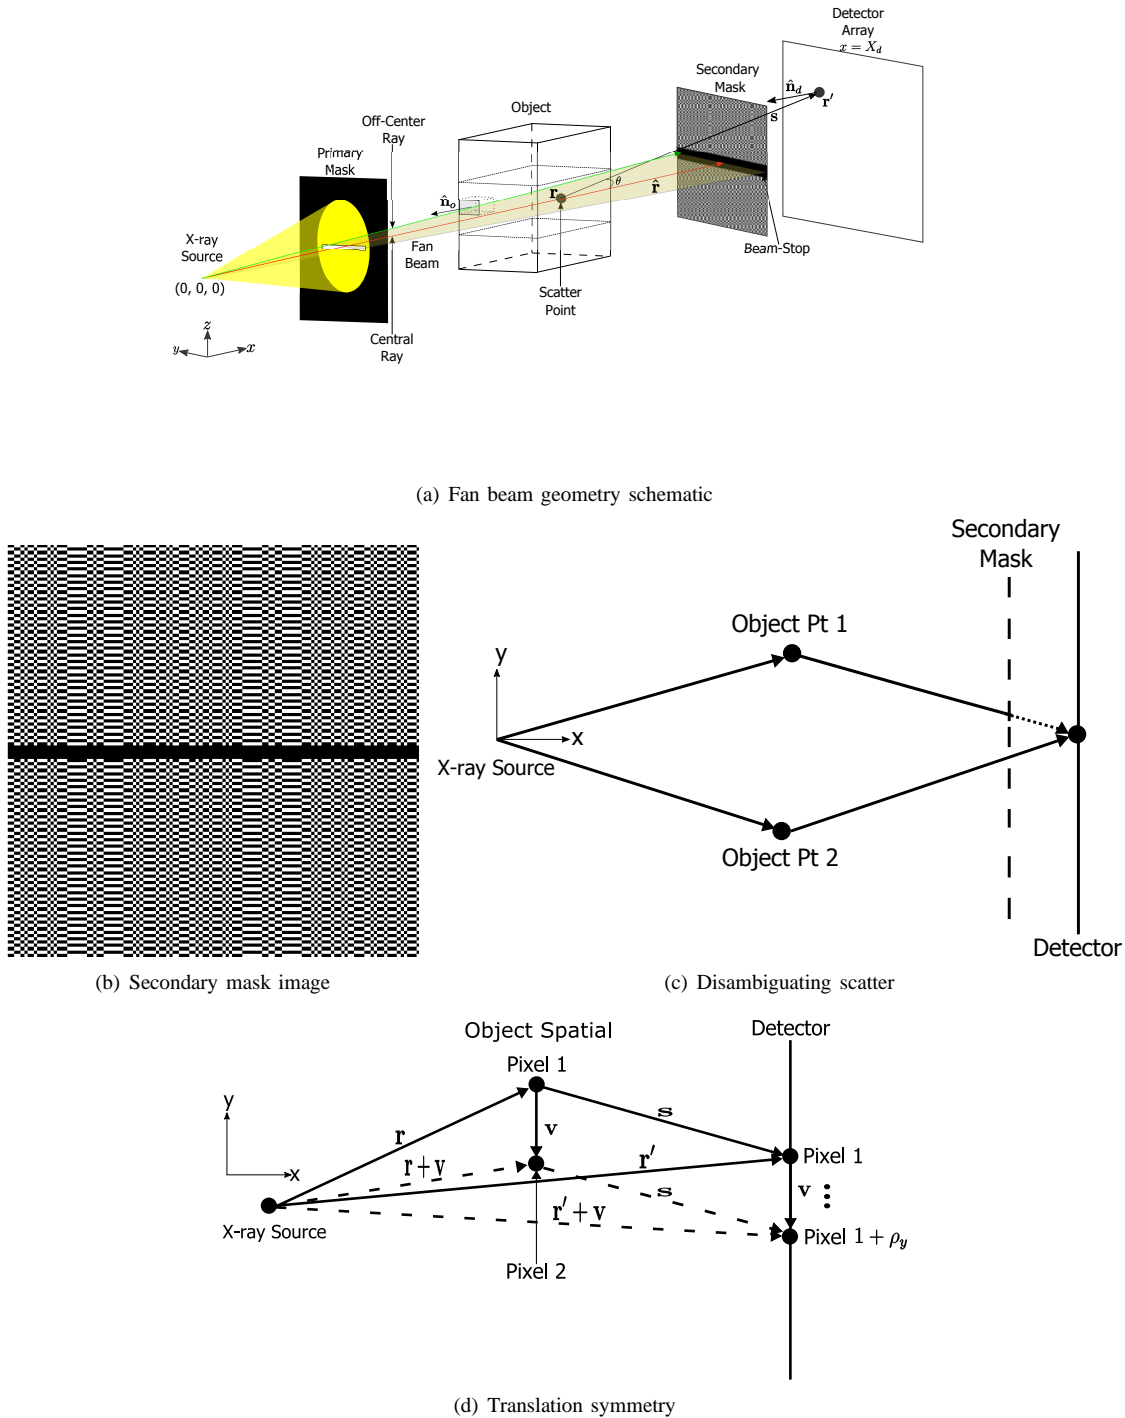 Detector
Array
x = X_d
Secondary
Mask
n̂_d
r′
s
Object
Off-Center
Ray
Primary
Mask
θ
r̂
r
n̂_o
X-ray
Source
Fan
Beam
Beam-Stop
(0, 0, 0)
Scatter
Point
z
y
x
Central
Ray
(a) Fan beam geometry schematic
Secondary
Mask
Object Pt 1
y
x
X-ray Source
Object Pt 2
Detector
(b) Secondary mask image
(c) Disambiguating scatter
Object Spatial
Detector
Pixel 1
y
s
r
v
r′
Pixel 1
x
r+v
s
v
r′ + v
X-ray Source
Pixel 1 + ρ_y
Pixel 2
(d) Translation symmetry